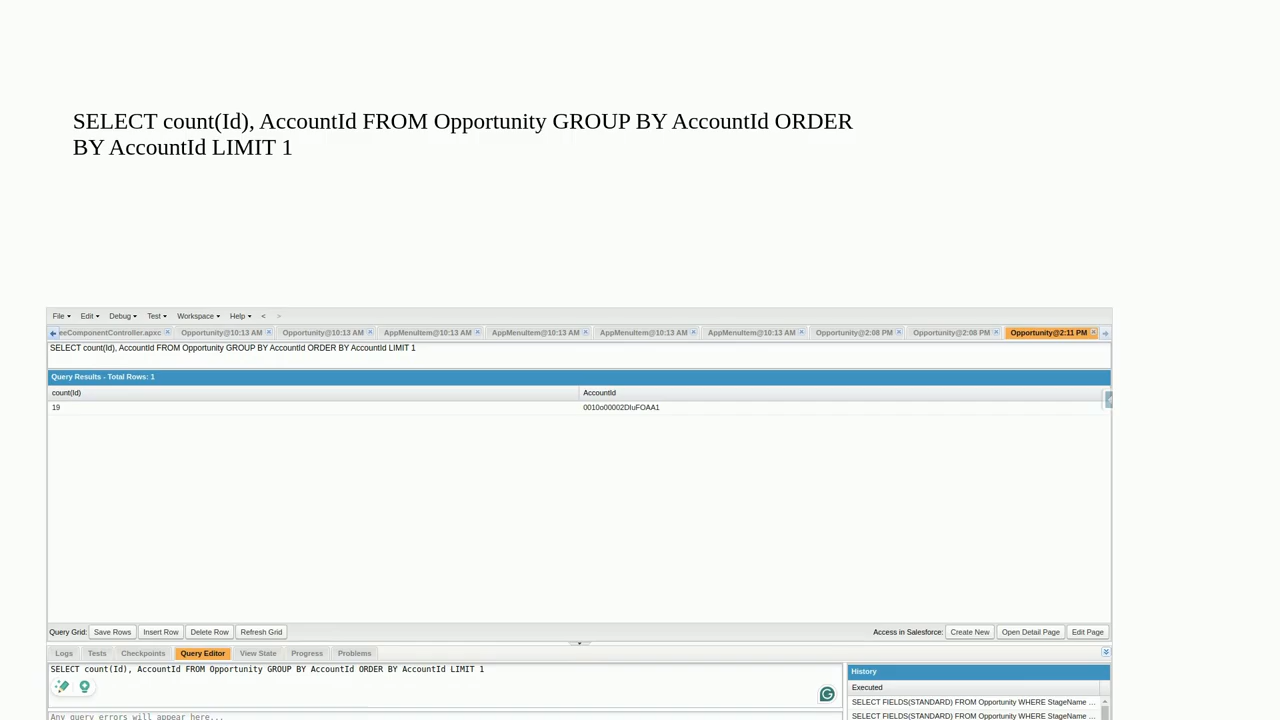 SELECT count(Id), AccountId FROM Opportunity GROUP BY AccountId ORDER
BY AccountId LIMIT 1
File Edit Debug Test Workspace Help < >
eeComponentController.apxc Opportunity@10:13 AM Opportunity@10:13 AM AppMenuItem@10:13 AM AppMenuItem@10:13 AM AppMenuItem@10:13 AM AppMenuItem@10:13 AM Opportunity@2:08 PM Opportunity@2:08 PM Opportunity@2:11 PM
SELECT count(Id), AccountId FROM Opportunity GROUP BY AccountId ORDER BY AccountId LIMIT 1
Query Results - Total Rows: 1
count(Id) AccountId
19 0010o00002DIuFOAA1
Query Grid: Save Rows Insert Row Delete Row Refresh Grid Access in Salesforce: Create New Open Detail Page Edit Page
Logs Tests Checkpoints Query Editor View State Progress Problems
SELECT count(Id), AccountId FROM Opportunity GROUP BY AccountId ORDER BY AccountId LIMIT 1
History
Executed
SELECT FIELDS(STANDARD) FROM Opportunity WHERE StageName ...
SELECT FIELDS(STANDARD) FROM Opportunity WHERE StageName ...
Any query errors will appear here...